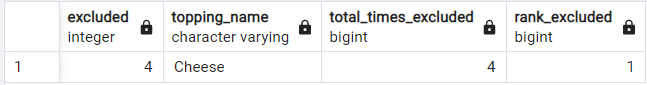 excluded topping_name total_times_excluded rank_excluded
integer character varying bigint bigint
1 4 Cheese 4 1